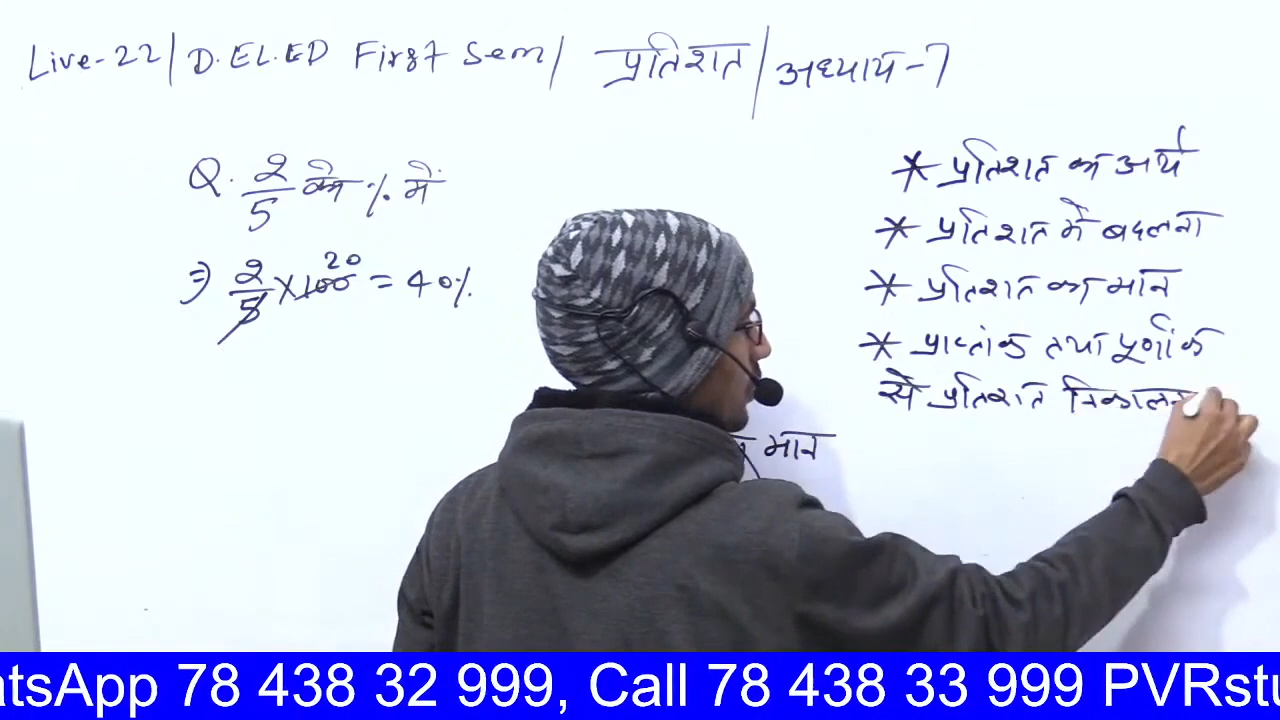 Live-22 / D.EL.ED First Sem / प्रतिशत / अध्याय-7
Q. 2/5 को % में
⇒ 2/5 × 100 20 = 40%
मान
* प्रतिशत का अर्थ
* प्रतिशत में बदलना
* प्रतिशत का मान
* प्राप्तांक तथा पूर्णांक
से प्रतिशत निकालन
atsApp 78 438 32 999, Call 78 438 33 999 PVRstu